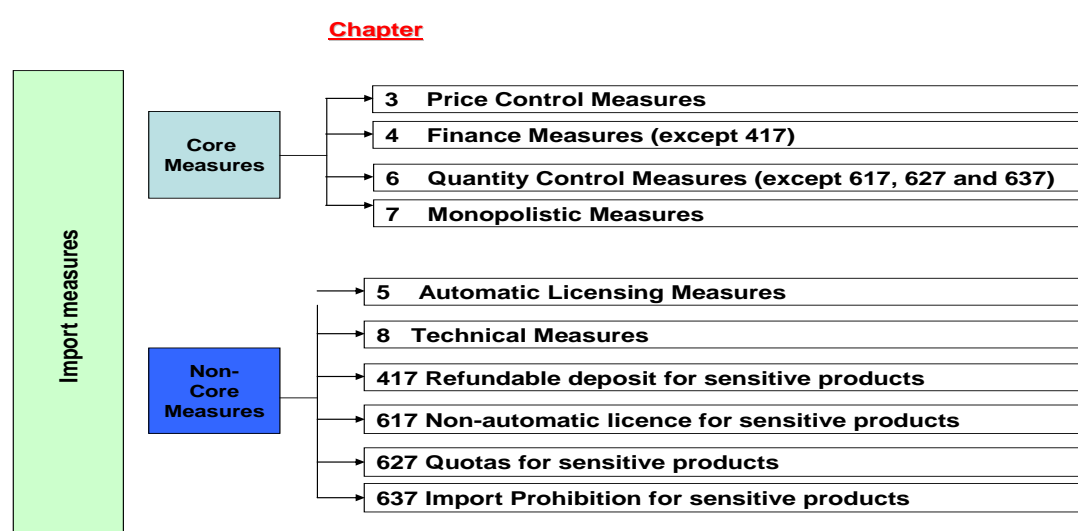 Chapter
Import measures
Core
Measures
3 Price Control Measures
4 Finance Measures (except 417)
6 Quantity Control Measures (except 617, 627 and 637)
7 Monopolistic Measures
Non-
Core
Measures
5 Automatic Licensing Measures
8 Technical Measures
417 Refundable deposit for sensitive products
617 Non-automatic licence for sensitive products
627 Quotas for sensitive products
637 Import Prohibition for sensitive products